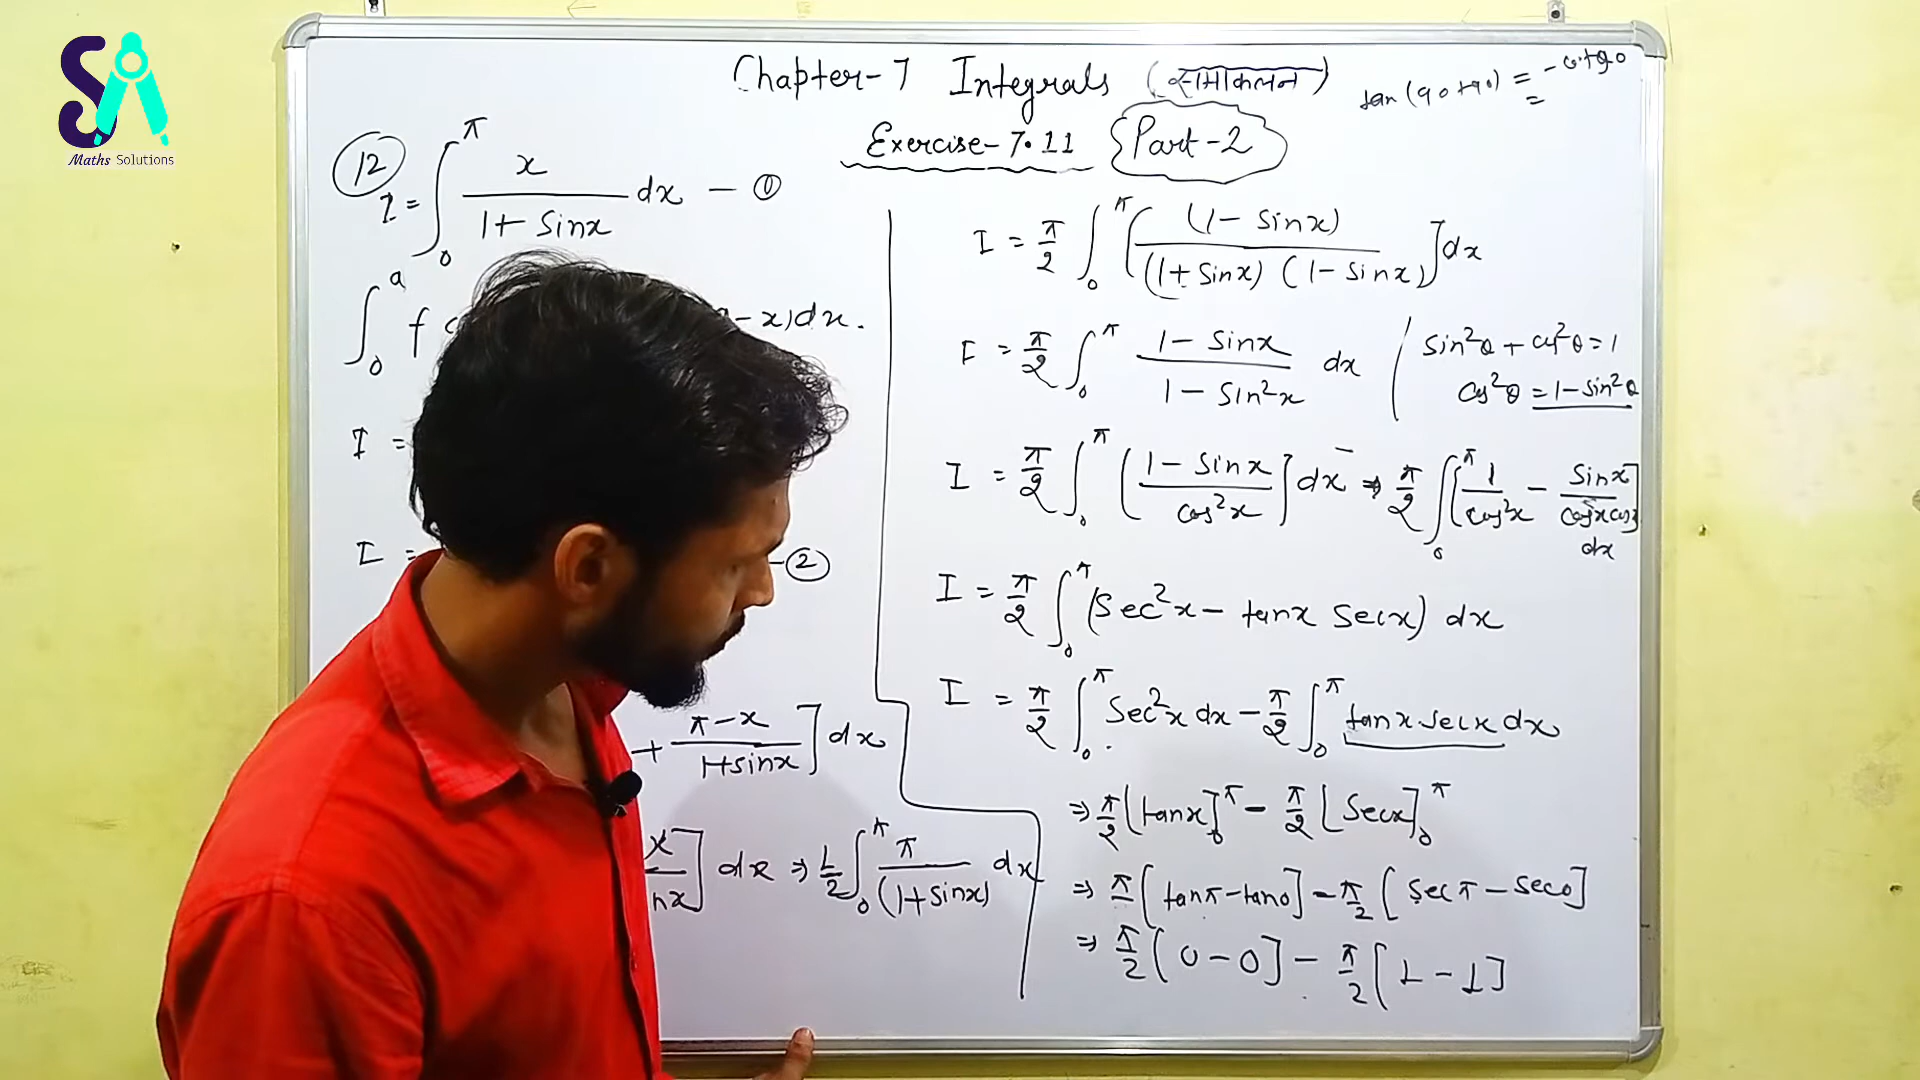 SA
Maths Solutions
Chapter-7 Integrals (समाकलन)
tan (90+90) = -cot90
=
Exercise-7.11 {Part-2}
12
I = ∫₀^π x/(1+Sinx) dx — ①
∫₀^a f -x)dx.
I =
I = -②
+ (π-x)/(1+sinx)] dx
x/nx] dx ⇒ 1/2 ∫₀^π π/(1+Sinx) dx
I = π/2 ∫₀^π [(1-Sinx)/((1+Sinx)(1-Sinx))] dx
I = π/2 ∫₀^π (1-Sinx)/(1-Sin²x) dx
Sin²θ + cos²θ = 1
cos²θ = 1-Sin²θ
I = π/2 ∫₀^π [(1-Sinx)/cos²x] dx ⇒ π/2 ∫₀^π [1/cos²x - Sinx/(cosx cosx)] dx
I = π/2 ∫₀^π (Sec²x - tanx Secx) dx
I = π/2 ∫₀^π Sec²x dx - π/2 ∫₀^π tanx secx dx
⇒ π/2 [tanx]₀^π - π/2 [Secx]₀^π
⇒ π/2 [tanπ-tan0] - π/2 [Secπ-Sec0]
⇒ π/2 [0-0] - π/2 [1-1]